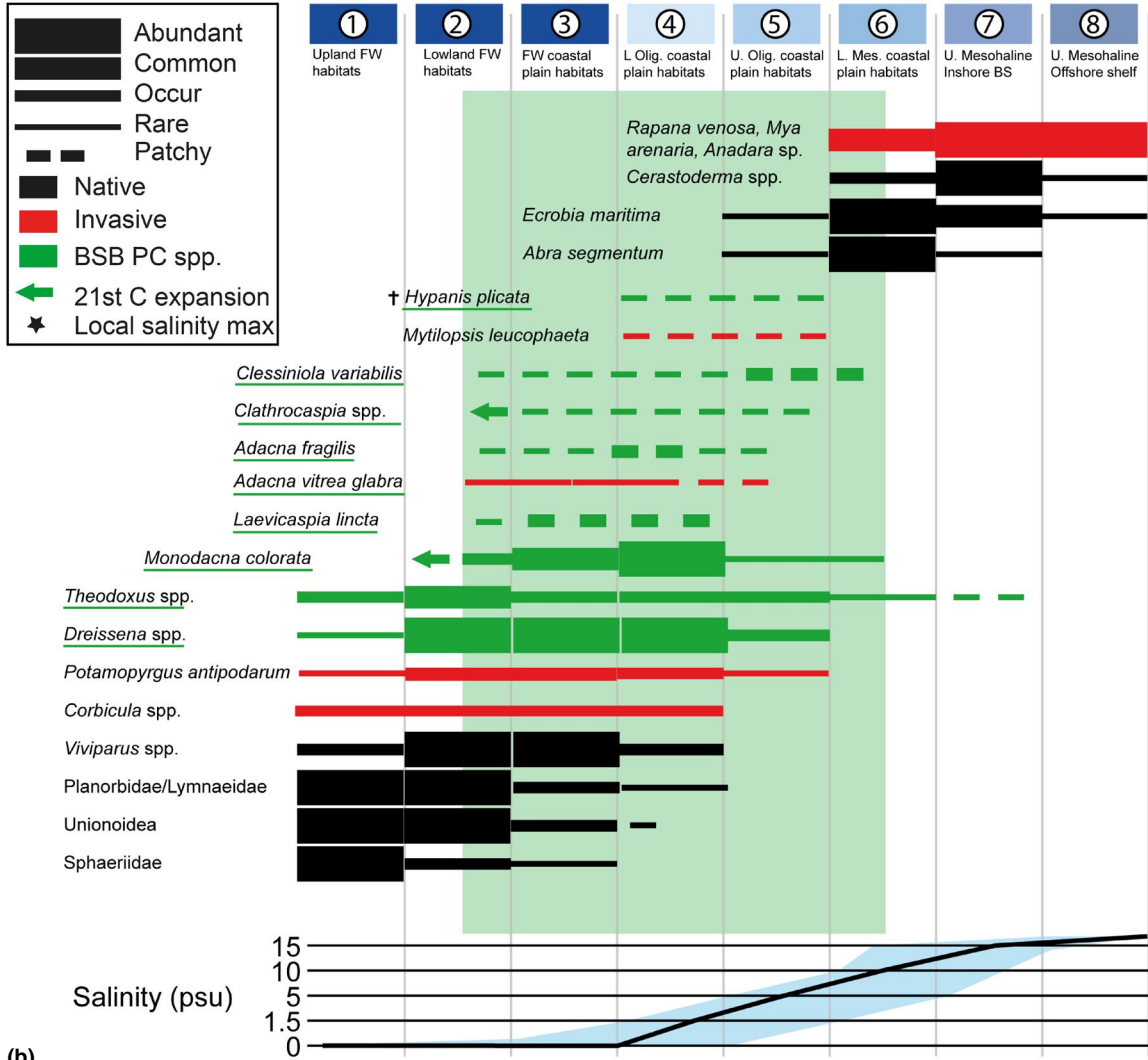 Abundant
Common
Occur
Rare
Patchy
Native
Invasive
BSB PC spp.
21st C expansion
Local salinity max
1
Upland FW
habitats
2
Lowland FW
habitats
3
FW coastal
plain habitats
4
L Olig. coastal
plain habitats
5
U. Olig. coastal
plain habitats
6
L. Mes. coastal
plain habitats
7
U. Mesohaline
Inshore BS
8
U. Mesohaline
Offshore shelf
Rapana venosa, Mya
arenaria, Anadara sp.
Cerastoderma spp.
Ecrobia maritima
Abra segmentum
† Hypanis plicata
Mytilopsis leucophaeta
Clessiniola variabilis
Clathrocaspia spp.
Adacna fragilis
Adacna vitrea glabra
Laevicaspia lincta
Monodacna colorata
Theodoxus spp.
Dreissena spp.
Potamopyrgus antipodarum
Corbicula spp.
Viviparus spp.
Planorbidae/Lymnaeidae
Unionoidea
Sphaeriidae
Salinity (psu)
15
10
5
1.5
0
(b)